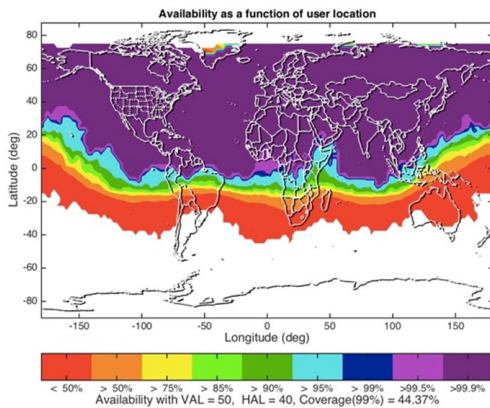 Availability as a function of user location
80
60
40
20
0
-20
-40
-60
-80
Latitude (deg)
-150 -100 -50 0 50 100 150
Longitude (deg)
< 50% > 50% > 75% > 85% > 90% > 95% > 99% >99.5% >99.9%
Availability with VAL = 50, HAL = 40, Coverage(99%) = 44.37%